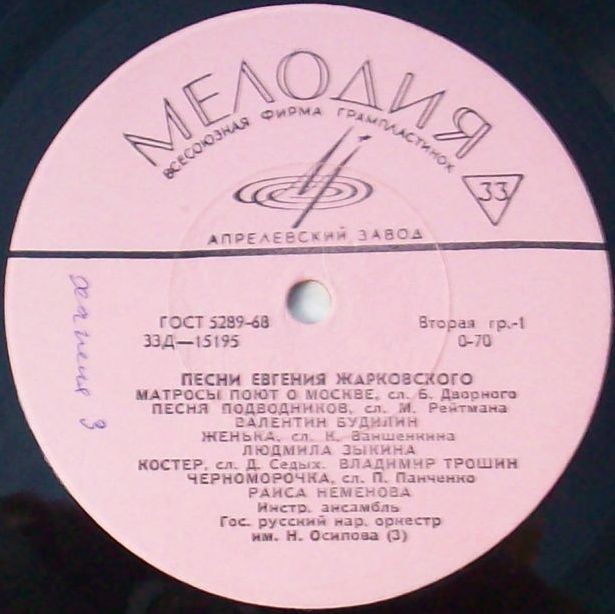 МЕЛОДИЯ
ВСЕСОЮЗНАЯ ФИРМА ГРАМПЛАСТИНОК
33
АПРЕЛЕВСКИЙ ЗАВОД
ГОСТ 5289-68 Вторая гр.-1
33Д—15195 0-70
ПЕСНИ ЕВГЕНИЯ ЖАРКОВСКОГО
МАТРОСЫ ПОЮТ О МОСКВЕ, сл. Б. Дворного
ПЕСНЯ ПОДВОДНИКОВ, сл. М. Рейтмана
ВАЛЕНТИН БУДИЛИН
ЖЕНЬКА, сл. К. Ваншенкина
ЛЮДМИЛА ЗЫКИНА
КОСТЕР, сл. Д. Седых. ВЛАДИМИР ТРОШИН
ЧЕРНОМОРОЧКА, сл. П. Панченко
РАИСА НЕМЕНОВА
Инстр. ансамбль
Гос. русский нар. оркестр
им. Н. Осипова (3)
3